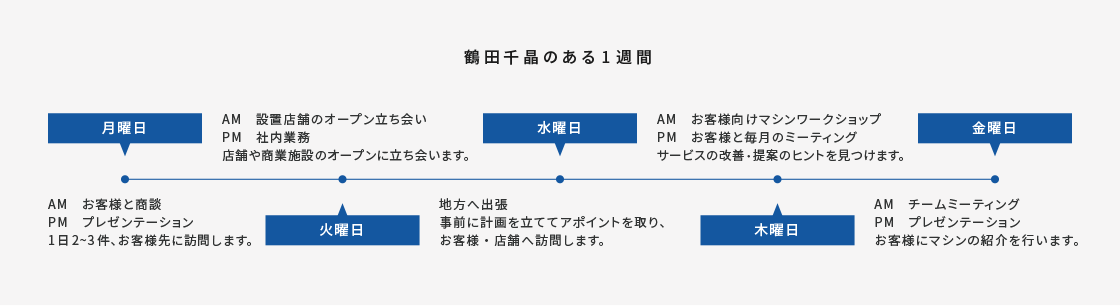 鶴田千晶のある1週間
月曜日
AM　お客様と商談
PM　プレゼンテーション
1日2~3件、お客様先に訪問します。
火曜日
AM　設置店舗のオープン立ち会い
PM　社内業務
店舗や商業施設のオープンに立ち会います。
水曜日
地方へ出張
事前に計画を立ててアポイントを取り、
お客様・店舗へ訪問します。
木曜日
AM　お客様向けマシンワークショップ
PM　お客様と毎月のミーティング
サービスの改善・提案のヒントを見つけます。
金曜日
AM　チームミーティング
PM　プレゼンテーション
お客様にマシンの紹介を行います。